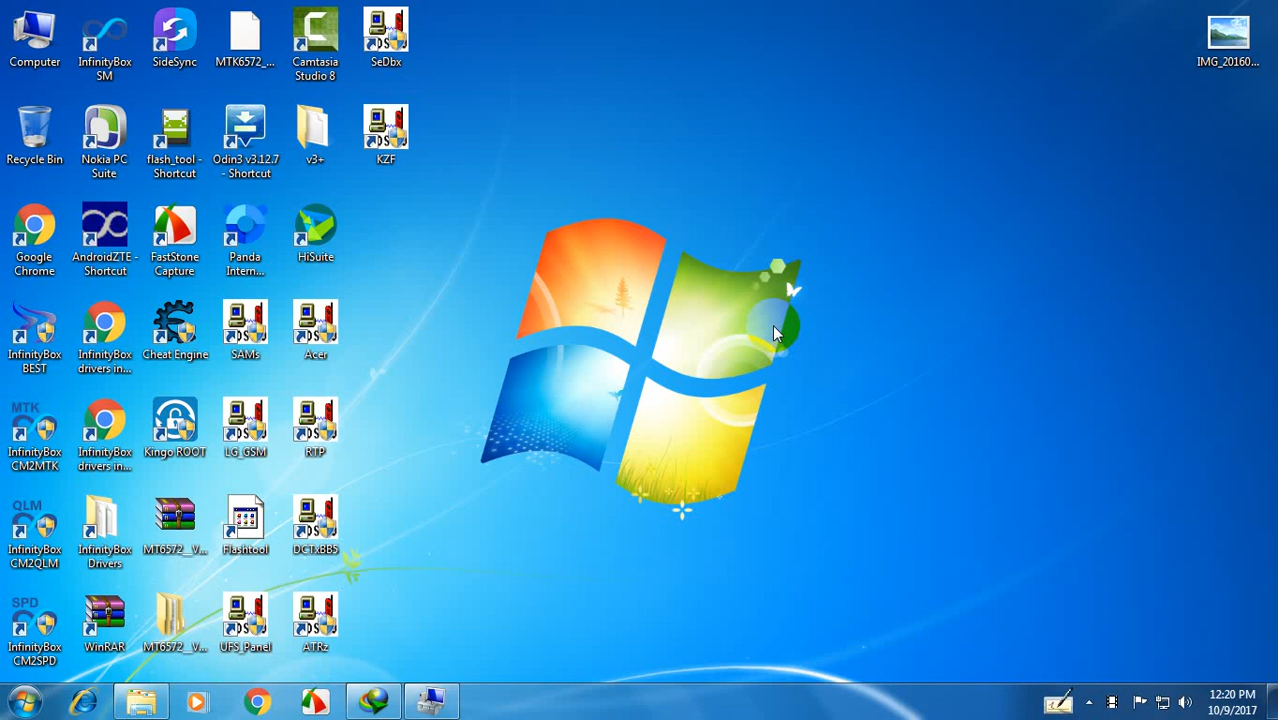 Computer
InfinityBox
SM
SideSync
MTK6572_...
Camtasia
Studio 8
SeDbx
IMG_20160...
Recycle Bin
Nokia PC
Suite
flash_tool -
Shortcut
Odin3 v3.12.7
- Shortcut
v3+
KZF
Google
Chrome
AndroidZTE -
Shortcut
FastStone
Capture
Panda
Intern...
HiSuite
InfinityBox
BEST
InfinityBox
drivers in...
Cheat Engine
SAMs
Acer
MTK
InfinityBox
CM2MTK
InfinityBox
drivers in...
Kingo ROOT
LG_GSM
RTP
QLM
InfinityBox
CM2QLM
InfinityBox
Drivers
MT6572__V...
Flashtool
DCTxBB5
SPD
InfinityBox
CM2SPD
WinRAR
MT6572__V...
UFS_Panel
ATRz
12:20 PM
10/9/2017